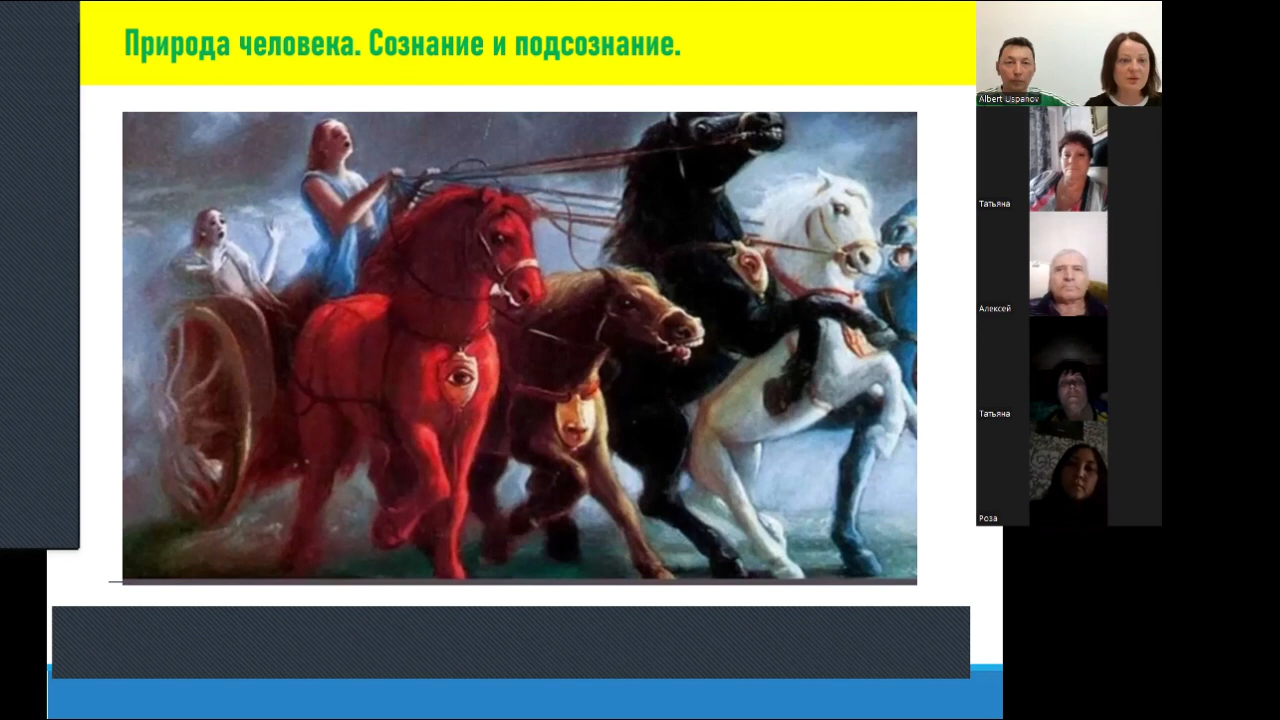 Природа человека. Сознание и подсознание.
Albert Uspanov
Татьяна
Алексей
Татьяна
Роза